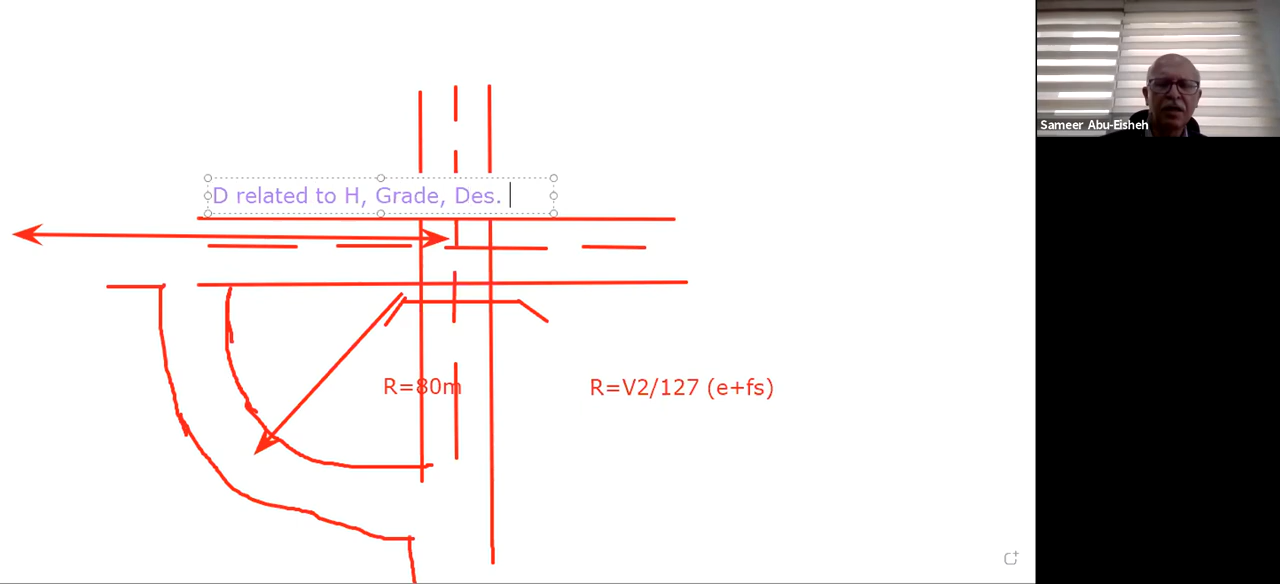 Sameer Abu-Eisheh
D related to H, Grade, Des.
R=80m
R=V2/127 (e+fs)